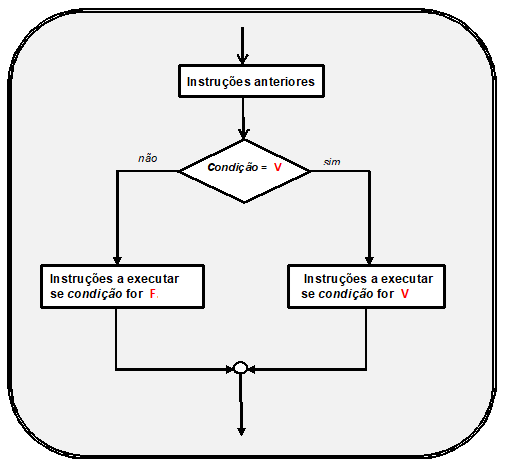 Instruções anteriores
não
Condição = V
sim
Instruções a executar
se condição for F.
Instruções a executar
se condição for V